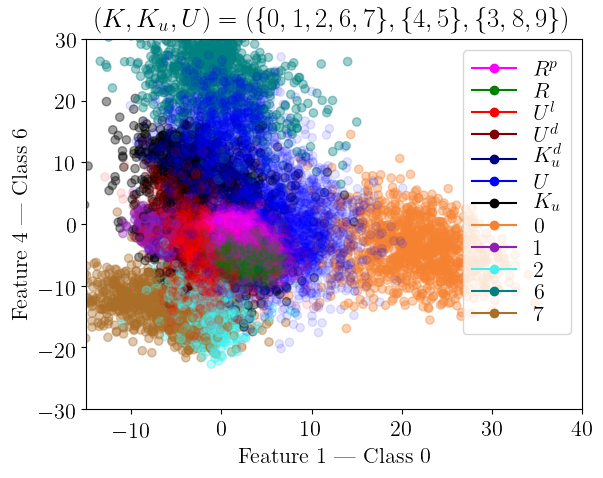 (K, K_u, U) = ({0, 1, 2, 6, 7}, {4, 5}, {3, 8, 9})
30
20
10
0
−10
−20
−30
Feature 4 — Class 6
R^p
R
U^l
U^d
K_u^d
U
K_u
0
1
2
6
7
−10
0
10
20
30
40
Feature 1 — Class 0